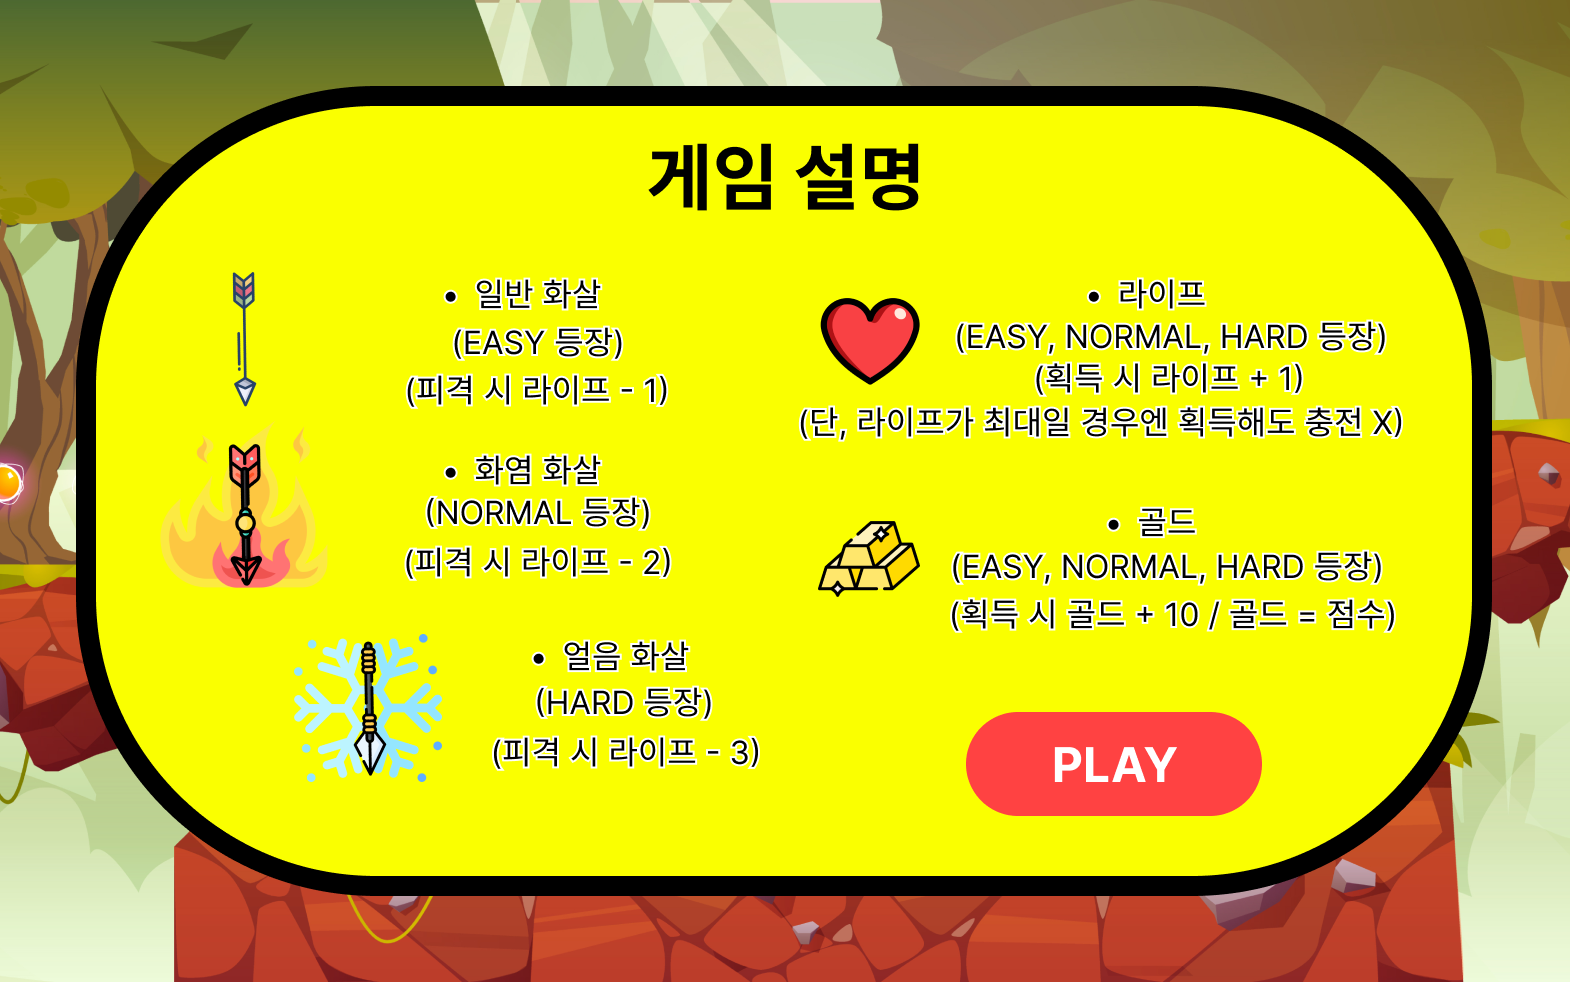 게임 설명
• 일반 화살
(EASY 등장)
(피격 시 라이프 - 1)
• 화염 화살
(NORMAL 등장)
(피격 시 라이프 - 2)
• 얼음 화살
(HARD 등장)
(피격 시 라이프 - 3)
• 라이프
(EASY, NORMAL, HARD 등장)
(획득 시 라이프 + 1)
(단, 라이프가 최대일 경우엔 획득해도 충전 X)
• 골드
(EASY, NORMAL, HARD 등장)
(획득 시 골드 + 10 / 골드 = 점수)
PLAY